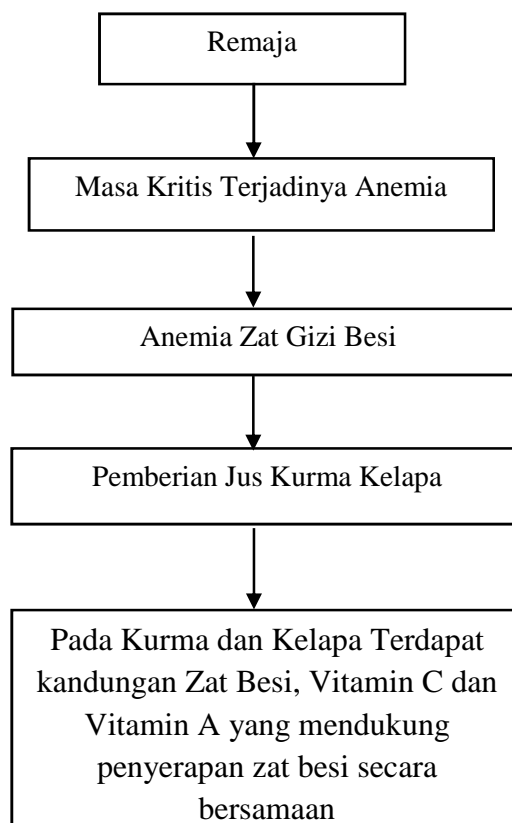 Remaja
Masa Kritis Terjadinya Anemia
Anemia Zat Gizi Besi
Pemberian Jus Kurma Kelapa
Pada Kurma dan Kelapa Terdapat
kandungan Zat Besi, Vitamin C dan
Vitamin A yang mendukung
penyerapan zat besi secara
bersamaan